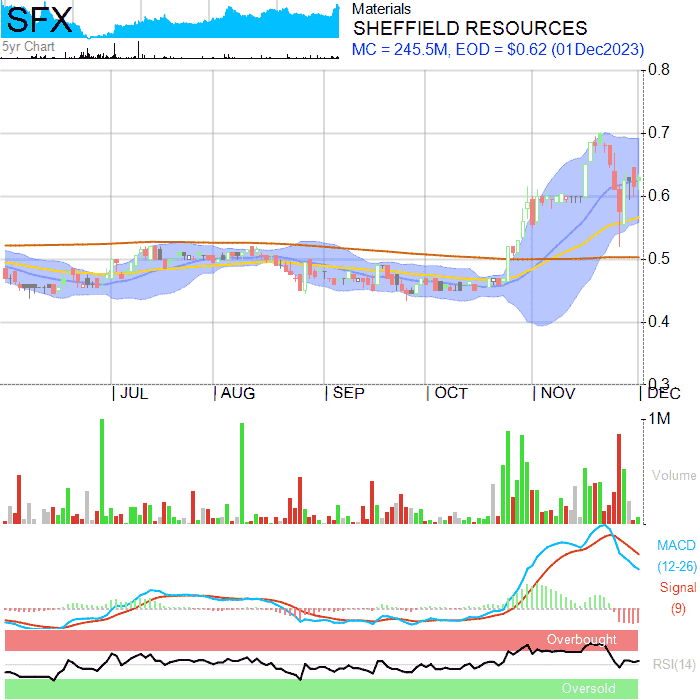 SFX
5yr Chart
Materials
SHEFFIELD RESOURCES
MC = 245.5M, EOD = $0.62 (01Dec2023)
0.8
0.7
0.6
0.5
0.4
0.3
JUL AUG SEP OCT NOV DEC
1M
Volume
MACD
(12-26)
Signal
(9)
Overbought
RSI(14)
Oversold